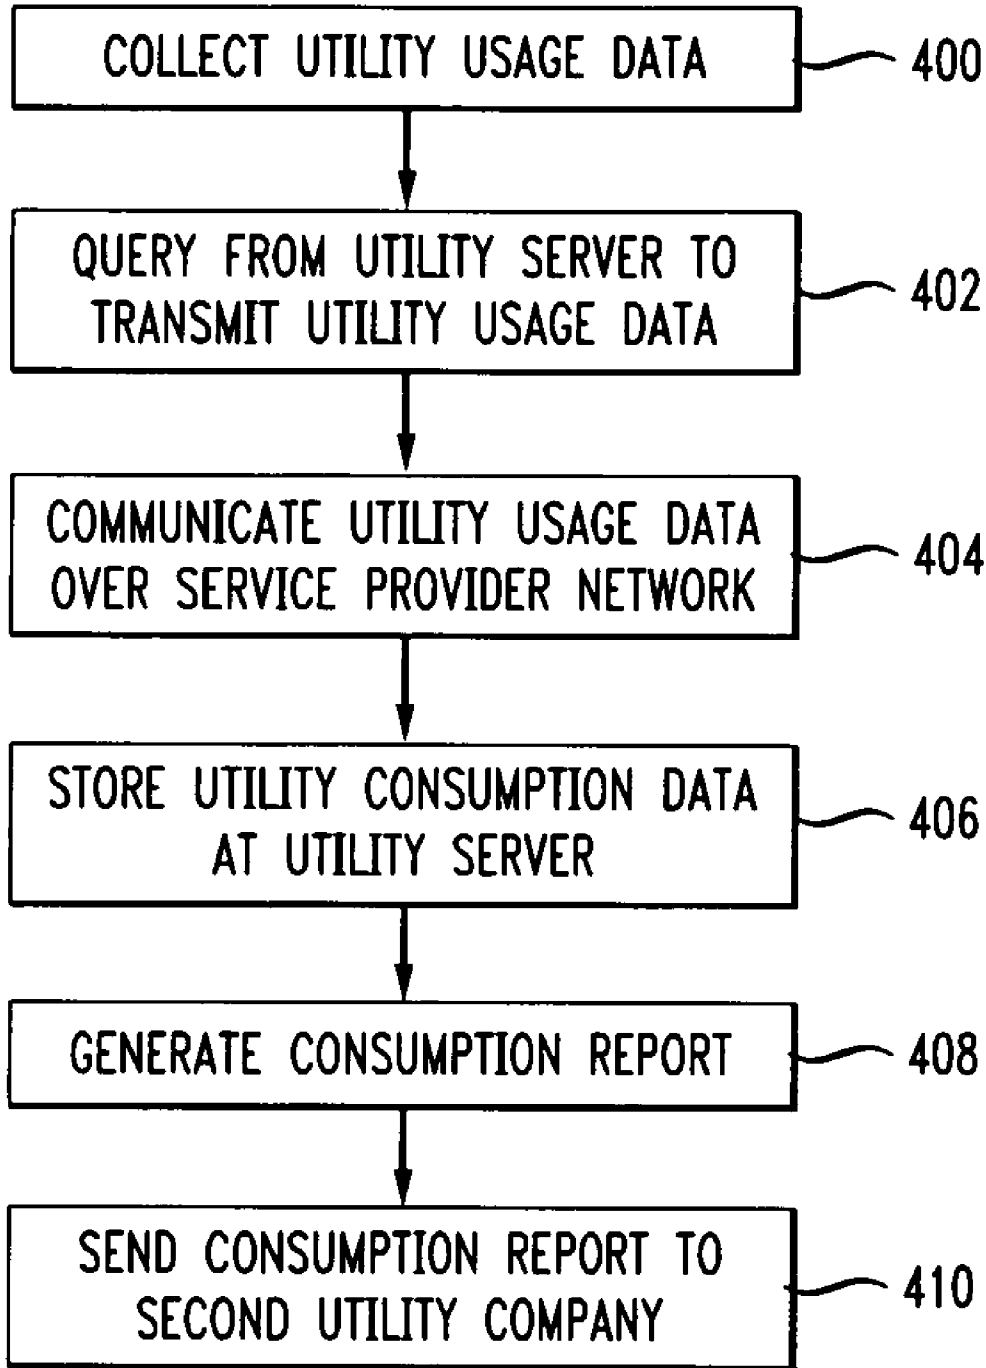 COLLECT UTILITY USAGE DATA
400
QUERY FROM UTILITY SERVER TO
TRANSMIT UTILITY USAGE DATA
402
COMMUNICATE UTILITY USAGE DATA
OVER SERVICE PROVIDER NETWORK
404
STORE UTILITY CONSUMPTION DATA
AT UTILITY SERVER
406
GENERATE CONSUMPTION REPORT
408
SEND CONSUMPTION REPORT TO
SECOND UTILITY COMPANY
410